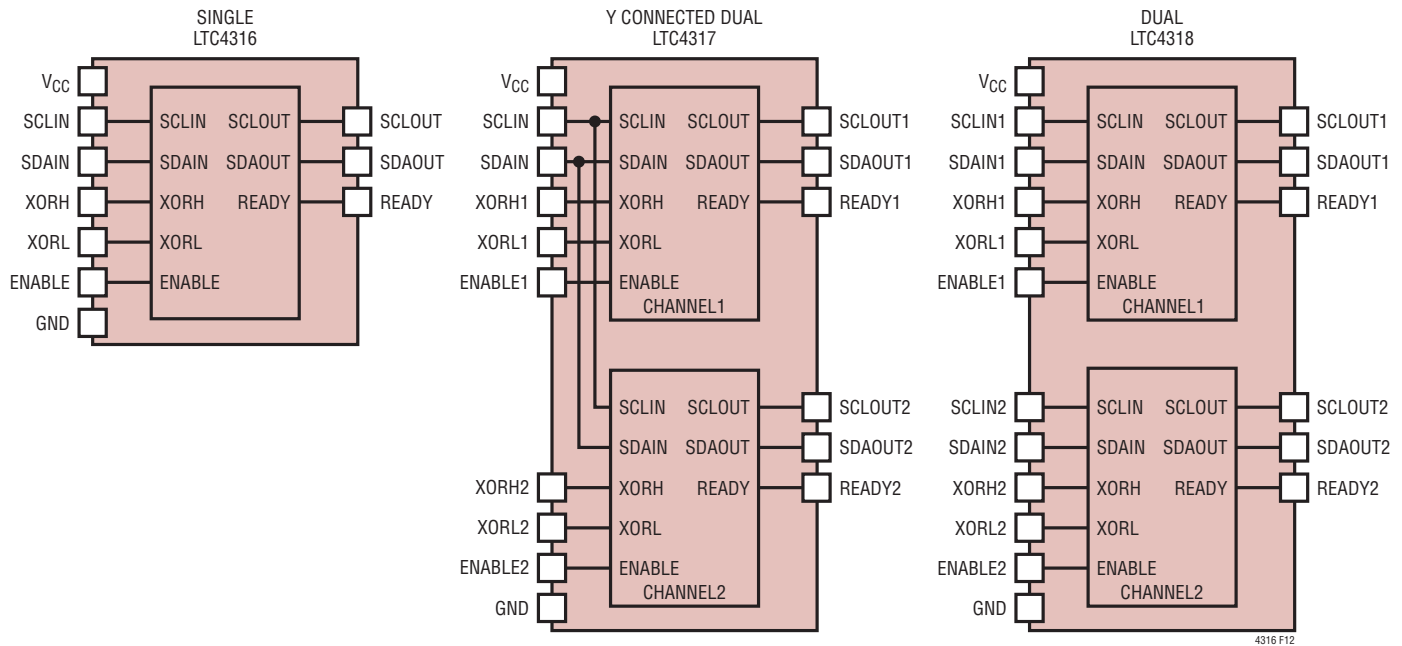 SINGLE
LTC4316
VCC
SCLIN
SDAIN
XORH
XORL
ENABLE
GND
SCLIN SCLOUT
SDAIN SDAOUT
XORH READY
XORL
ENABLE
SCLOUT
SDAOUT
READY
Y CONNECTED DUAL
LTC4317
VCC
SCLIN
SDAIN
XORH1
XORL1
ENABLE1
SCLIN SCLOUT
SDAIN SDAOUT
XORH READY
XORL
ENABLE
CHANNEL1
SCLOUT1
SDAOUT1
READY1
XORH2
XORL2
ENABLE2
GND
SCLIN SCLOUT
SDAIN SDAOUT
XORH READY
XORL
ENABLE
CHANNEL2
SCLOUT2
SDAOUT2
READY2
DUAL
LTC4318
VCC
SCLIN1
SDAIN1
XORH1
XORL1
ENABLE1
SCLIN SCLOUT
SDAIN SDAOUT
XORH READY
XORL
ENABLE
CHANNEL1
SCLOUT1
SDAOUT1
READY1
SCLIN2
SDAIN2
XORH2
XORL2
ENABLE2
GND
SCLIN SCLOUT
SDAIN SDAOUT
XORH READY
XORL
ENABLE
CHANNEL2
SCLOUT2
SDAOUT2
READY2
4316 F12